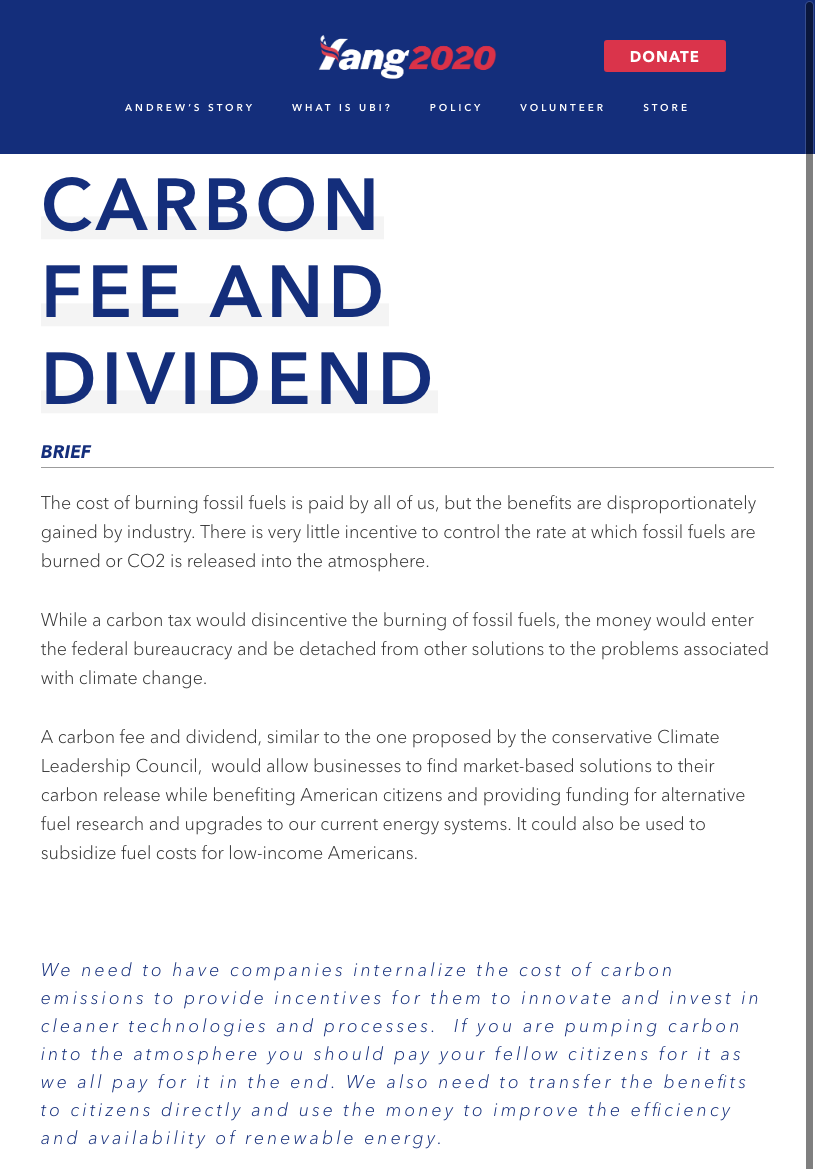 Yang2020
DONATE
ANDREW'S STORY WHAT IS UBI? POLICY VOLUNTEER STORE
CARBON
FEE AND
DIVIDEND
BRIEF
The cost of burning fossil fuels is paid by all of us, but the benefits are disproportionately
gained by industry. There is very little incentive to control the rate at which fossil fuels are
burned or CO2 is released into the atmosphere.
While a carbon tax would disincentive the burning of fossil fuels, the money would enter
the federal bureaucracy and be detached from other solutions to the problems associated
with climate change.
A carbon fee and dividend, similar to the one proposed by the conservative Climate
Leadership Council,  would allow businesses to find market-based solutions to their
carbon release while benefiting American citizens and providing funding for alternative
fuel research and upgrades to our current energy systems. It could also be used to
subsidize fuel costs for low-income Americans.
We need to have companies internalize the cost of carbon
emissions to provide incentives for them to innovate and invest in
cleaner technologies and processes.  If you are pumping carbon
into the atmosphere you should pay your fellow citizens for it as
we all pay for it in the end. We also need to transfer the benefits
to citizens directly and use the money to improve the efficiency
and availability of renewable energy.